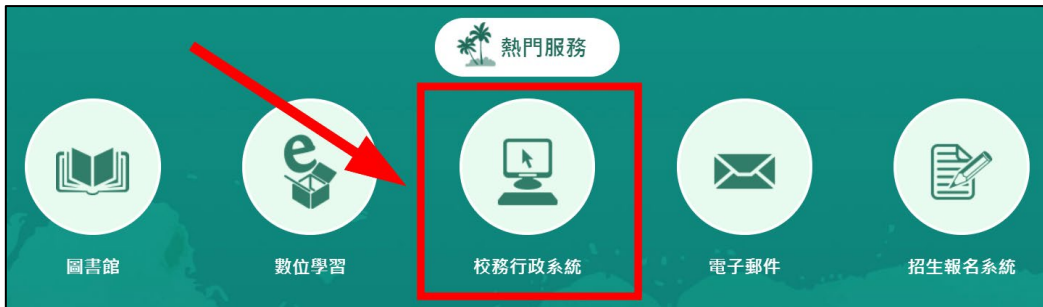 熱門服務
圖書館
數位學習
校務行政系統
電子郵件
招生報名系統